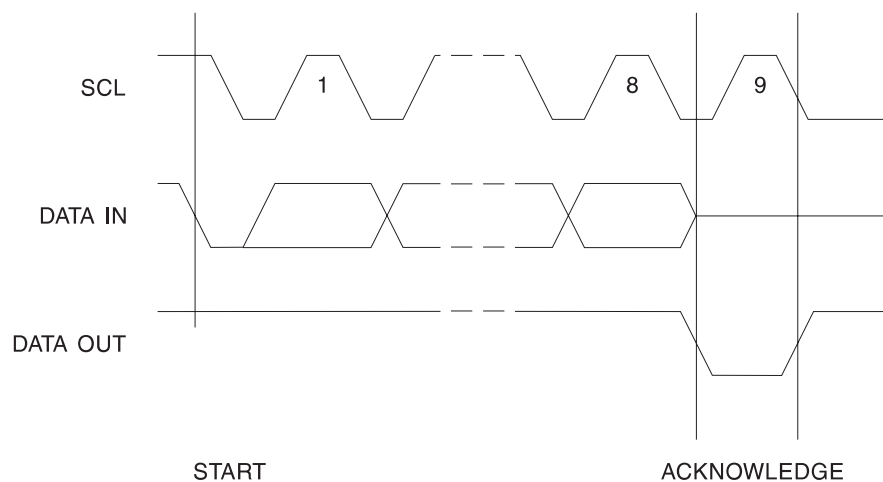 SCL
1
8
9
DATA IN
DATA OUT
START
ACKNOWLEDGE